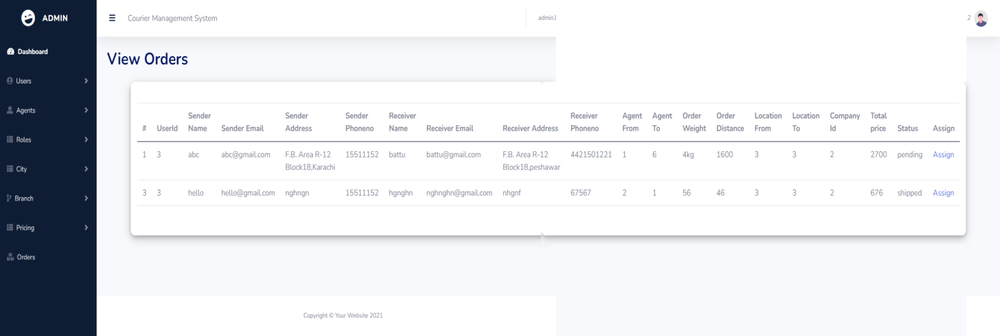 ADMIN
Courier Management System
admin1
2
Dashboard
Users
Agents
Roles
City
Branch
Pricing
Orders
View Orders
# UserId Sender Name Sender Email Sender Address Sender Phoneno Receiver Name Receiver Email Receiver Address Receiver Phoneno Agent From Agent To Order Weight Order Distance Location From Location To Company Id Total price Status Assign
1 3 abc abc@gmail.com F.B. Area R-12 Block18,Karachi 15511152 battu battu@gmail.com F.B. Area R-12 Block18,peshawar 4421501221 1 6 4kg 1600 3 3 2 2700 pending Assign
3 3 hello hello@gmail.com nghngn 15511152 hgnghn nghnghn@gmail.com nhgnf 67567 2 1 56 46 3 3 2 676 shipped Assign
Copyright © Your Website 2021